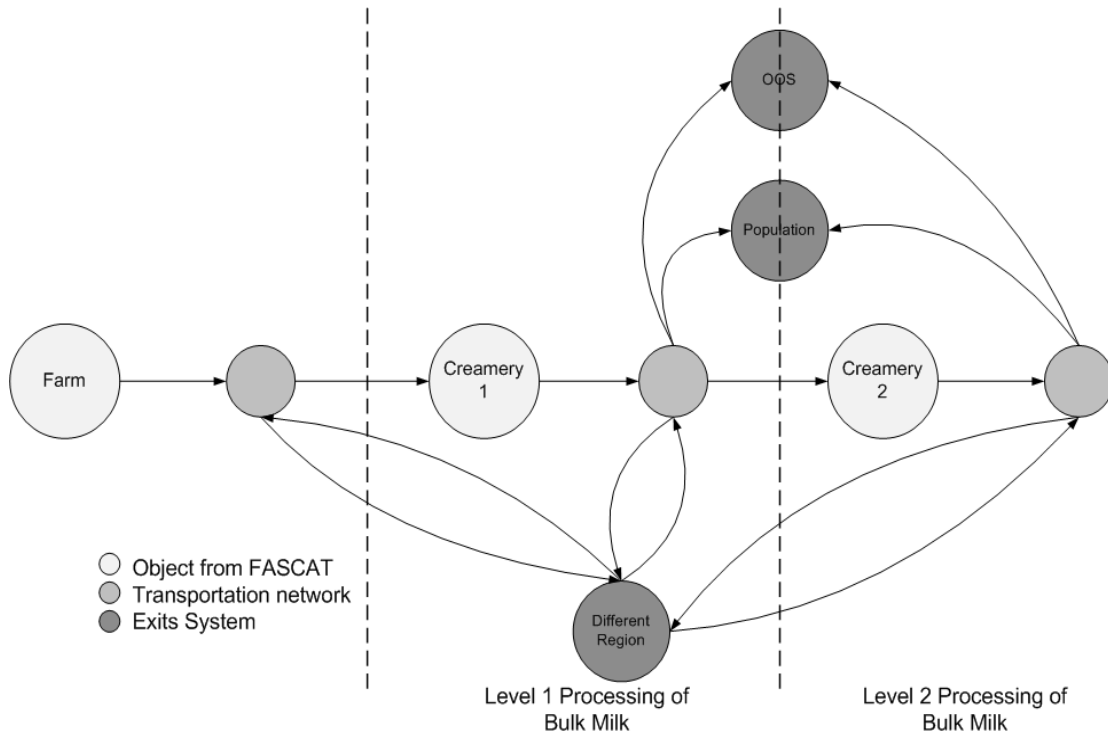 OOS
Population
Farm
Creamery
1
Creamery
2
Object from FASCAT
Transportation network
Exits System
Different
Region
Level 1 Processing of
Bulk Milk
Level 2 Processing of
Bulk Milk